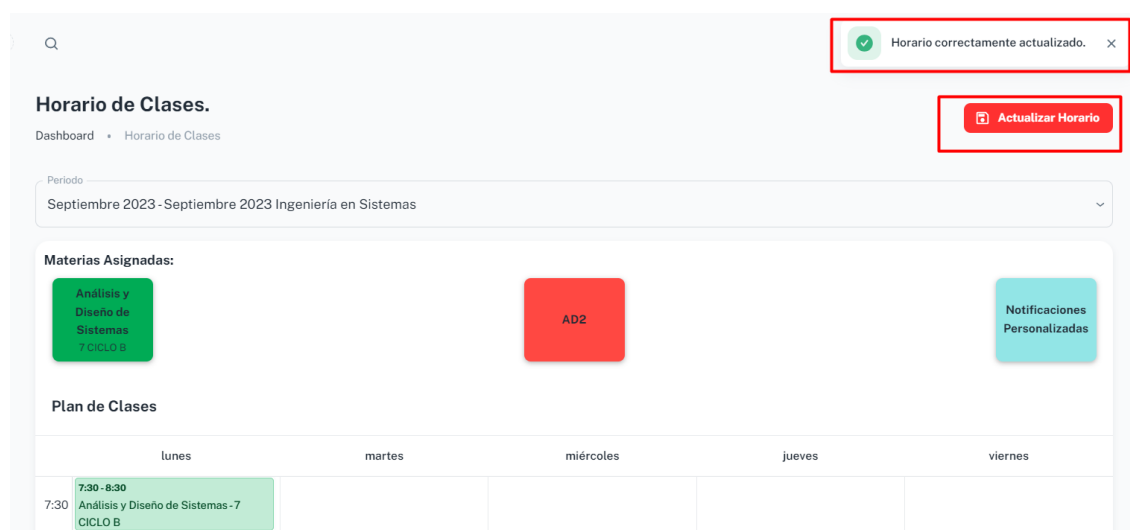 Horario correctamente actualizado.
Horario de Clases.
Actualizar Horario
Dashboard • Horario de Clases
Periodo
Septiembre 2023 - Septiembre 2023 Ingeniería en Sistemas
Materias Asignadas:
Análisis y
Diseño de
Sistemas
7 CICLO B
AD2
Notificaciones
Personalizadas
Plan de Clases
lunes martes miércoles jueves viernes
7:30 - 8:30
7:30 Análisis y Diseño de Sistemas - 7
CICLO B